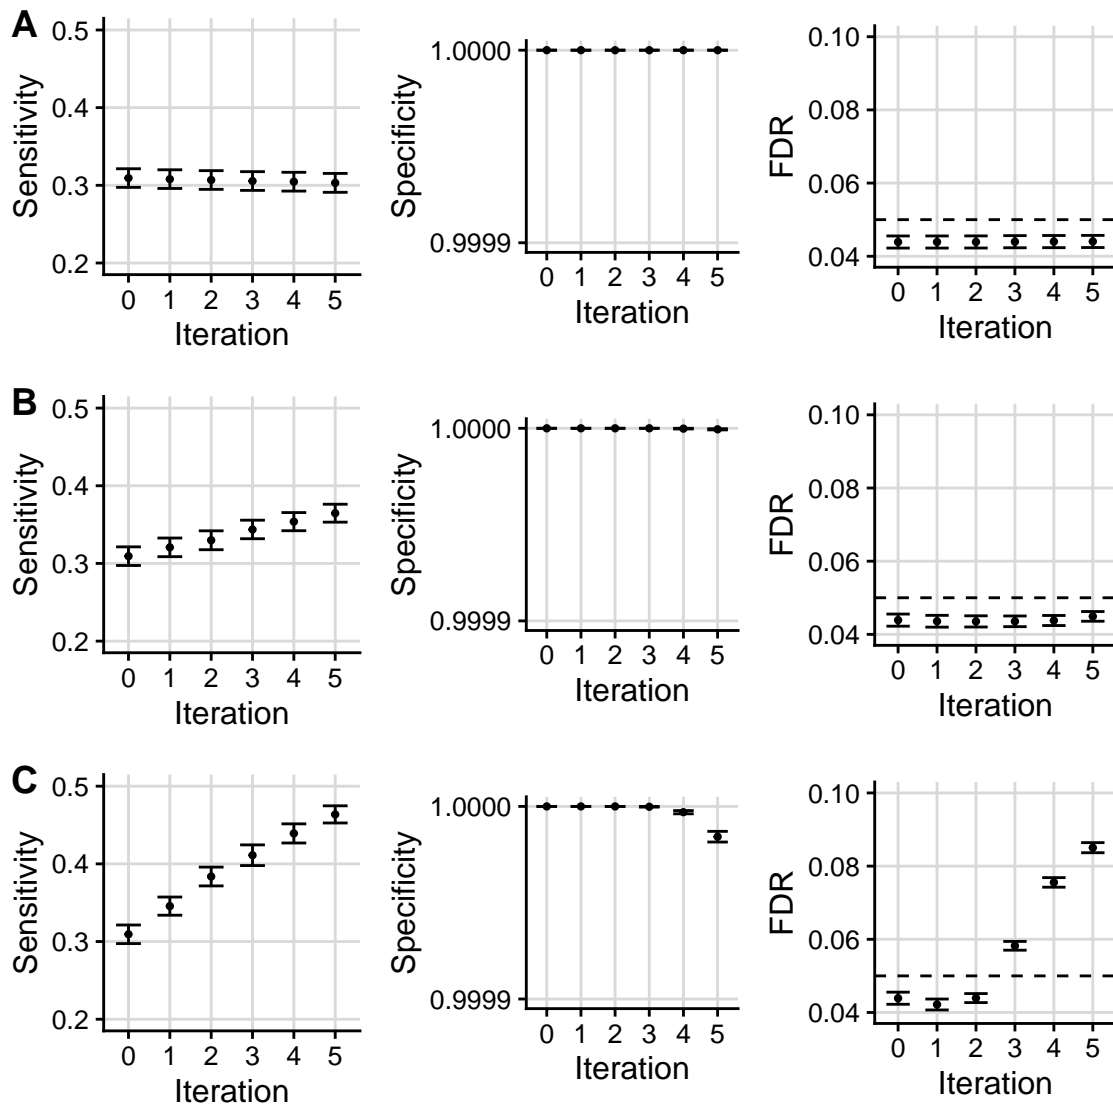 A
Sensitivity
0.5
0.4
0.3
0.2
0 1 2 3 4 5
Iteration
Specificity
1.0000
0.9999
0 1 2 3 4 5
Iteration
FDR
0.10
0.08
0.06
0.04
0 1 2 3 4 5
Iteration
B
Sensitivity
0.5
0.4
0.3
0.2
0 1 2 3 4 5
Iteration
Specificity
1.0000
0.9999
0 1 2 3 4 5
Iteration
FDR
0.10
0.08
0.06
0.04
0 1 2 3 4 5
Iteration
C
Sensitivity
0.5
0.4
0.3
0.2
0 1 2 3 4 5
Iteration
Specificity
1.0000
0.9999
0 1 2 3 4 5
Iteration
FDR
0.10
0.08
0.06
0.04
0 1 2 3 4 5
Iteration